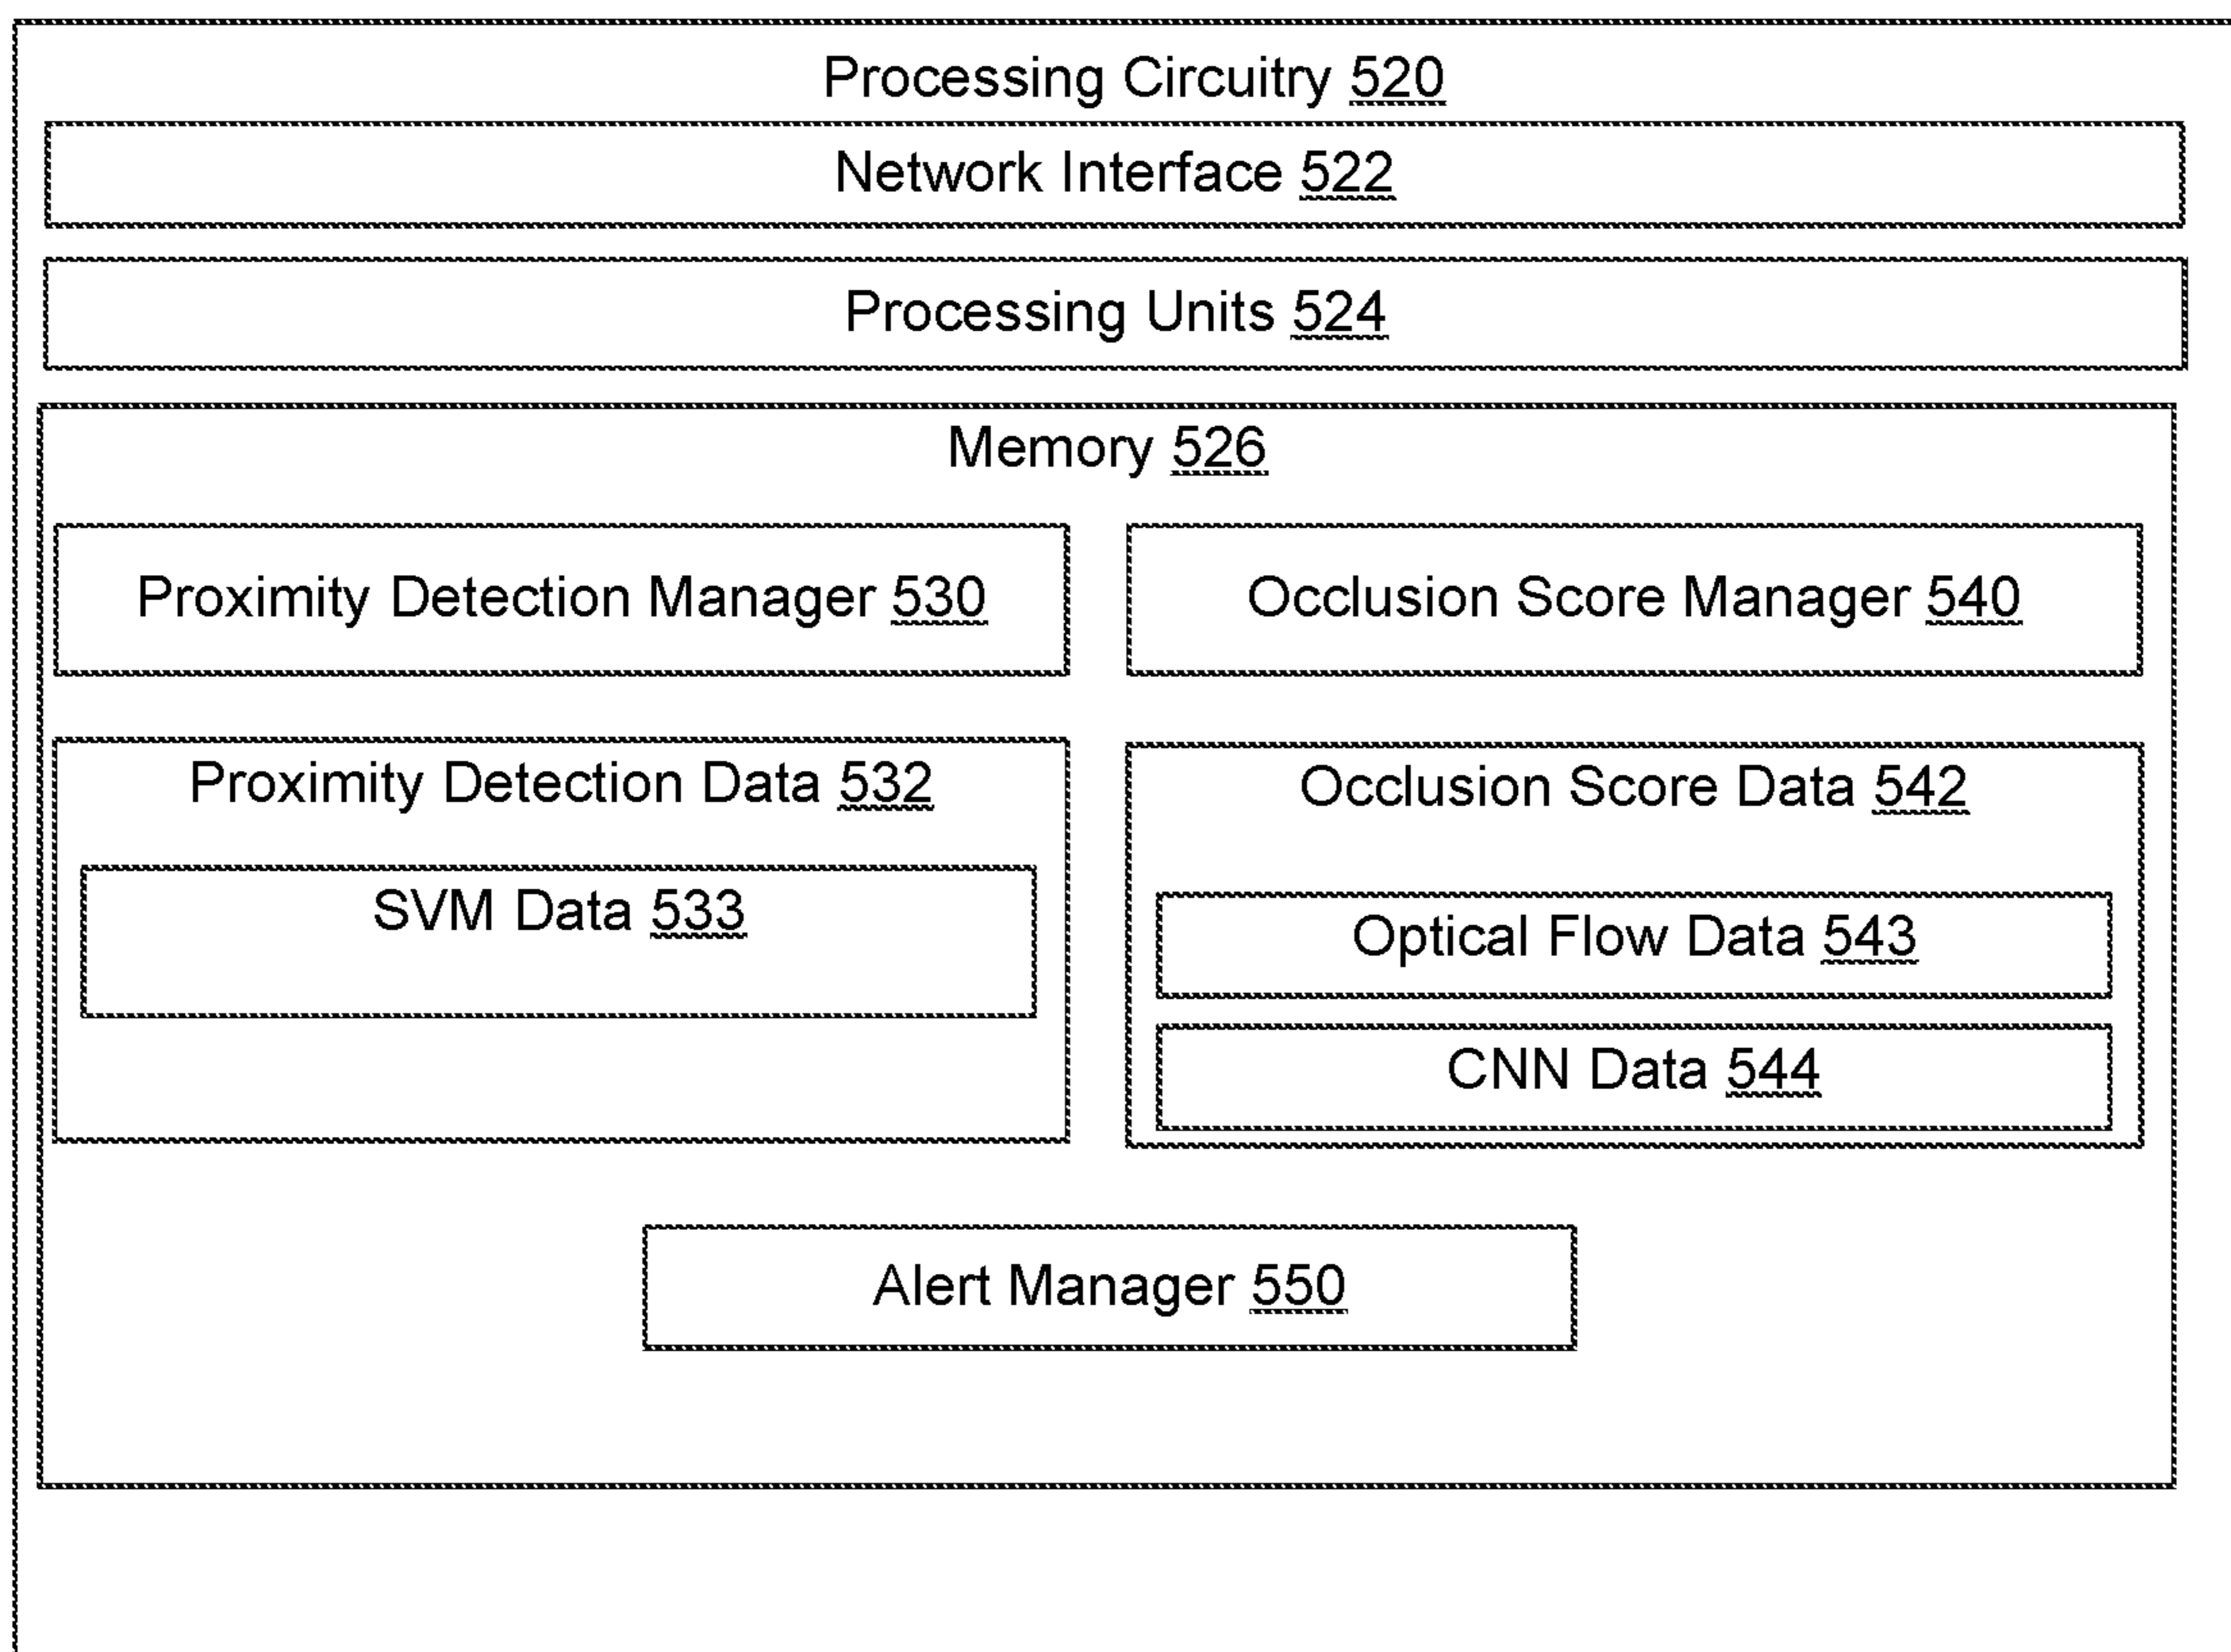 Processing Circuitry 520
Network Interface 522
Processing Units 524
Memory 526
Proximity Detection Manager 530
Occlusion Score Manager 540
Proximity Detection Data 532
SVM Data 533
Occlusion Score Data 542
Optical Flow Data 543
CNN Data 544
Alert Manager 550